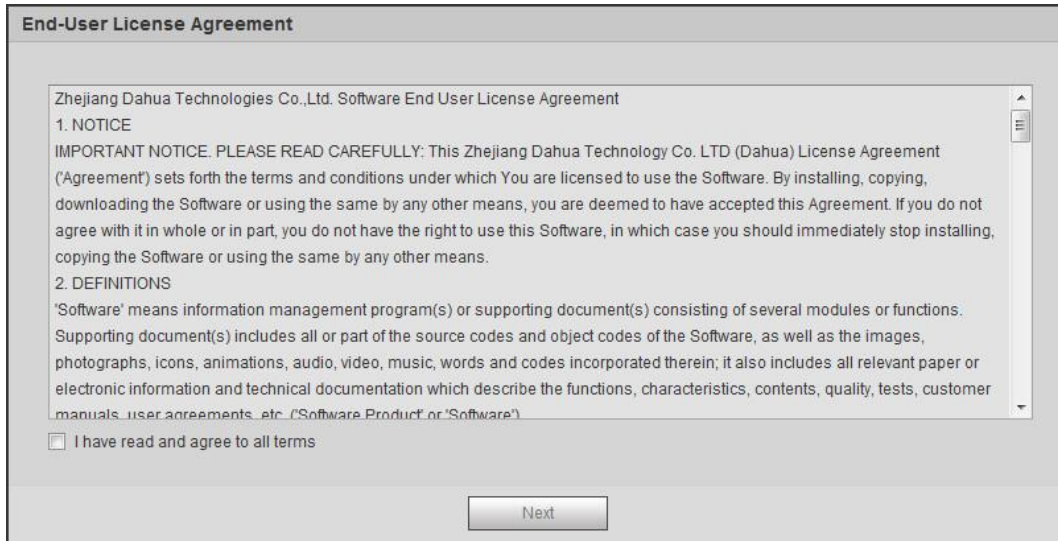 End-User License Agreement
Zhejiang Dahua Technologies Co.,Ltd. Software End User License Agreement
1. NOTICE
IMPORTANT NOTICE. PLEASE READ CAREFULLY: This Zhejiang Dahua Technology Co. LTD (Dahua) License Agreement
('Agreement') sets forth the terms and conditions under which You are licensed to use the Software. By installing, copying,
downloading the Software or using the same by any other means, you are deemed to have accepted this Agreement. If you do not
agree with it in whole or in part, you do not have the right to use this Software, in which case you should immediately stop installing,
copying the Software or using the same by any other means.
2. DEFINITIONS
'Software' means information management program(s) or supporting document(s) consisting of several modules or functions.
Supporting document(s) includes all or part of the source codes and object codes of the Software, as well as the images,
photographs, icons, animations, audio, video, music, words and codes incorporated therein; it also includes all relevant paper or
electronic information and technical documentation which describe the functions, characteristics, contents, quality, tests, customer
manuals, user agreements, etc. ('Software Product' or 'Software')
I have read and agree to all terms
Next